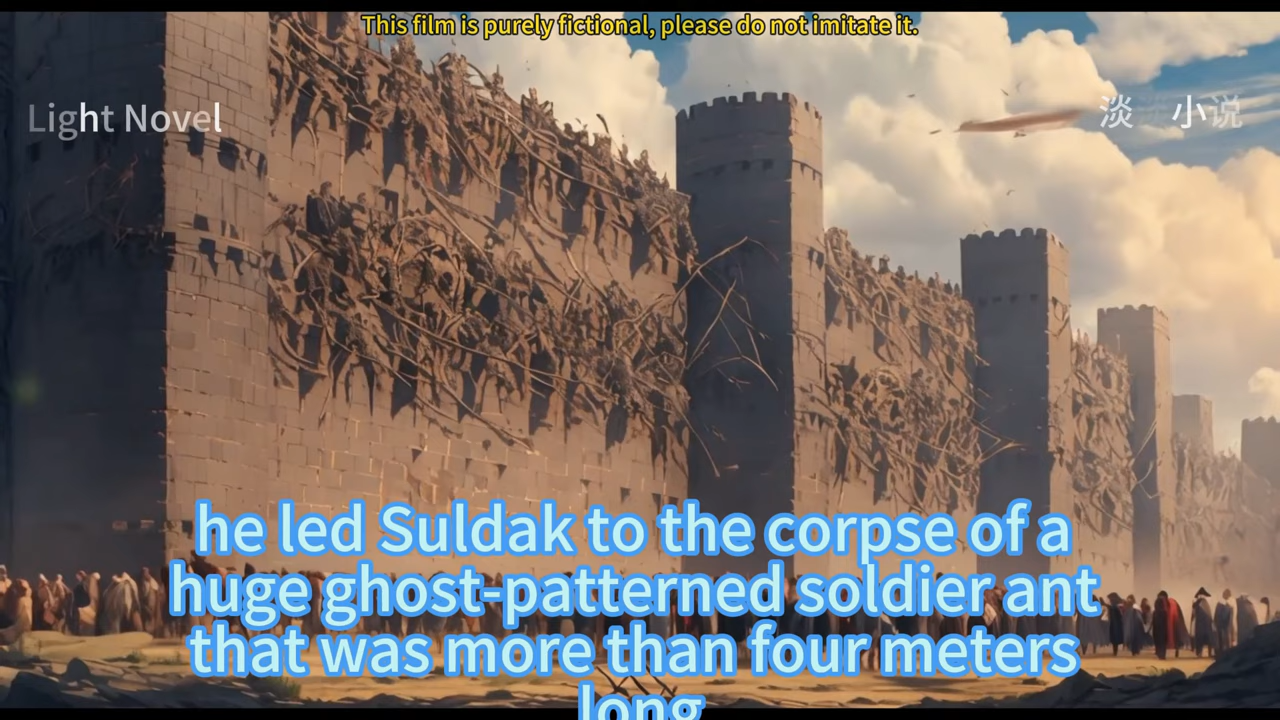 This film is purely fictional, please do not imitate it.
Light Novel
淡 小说
he led Suldak to the corpse of a
huge ghost-patterned soldier ant
that was more than four meters
long